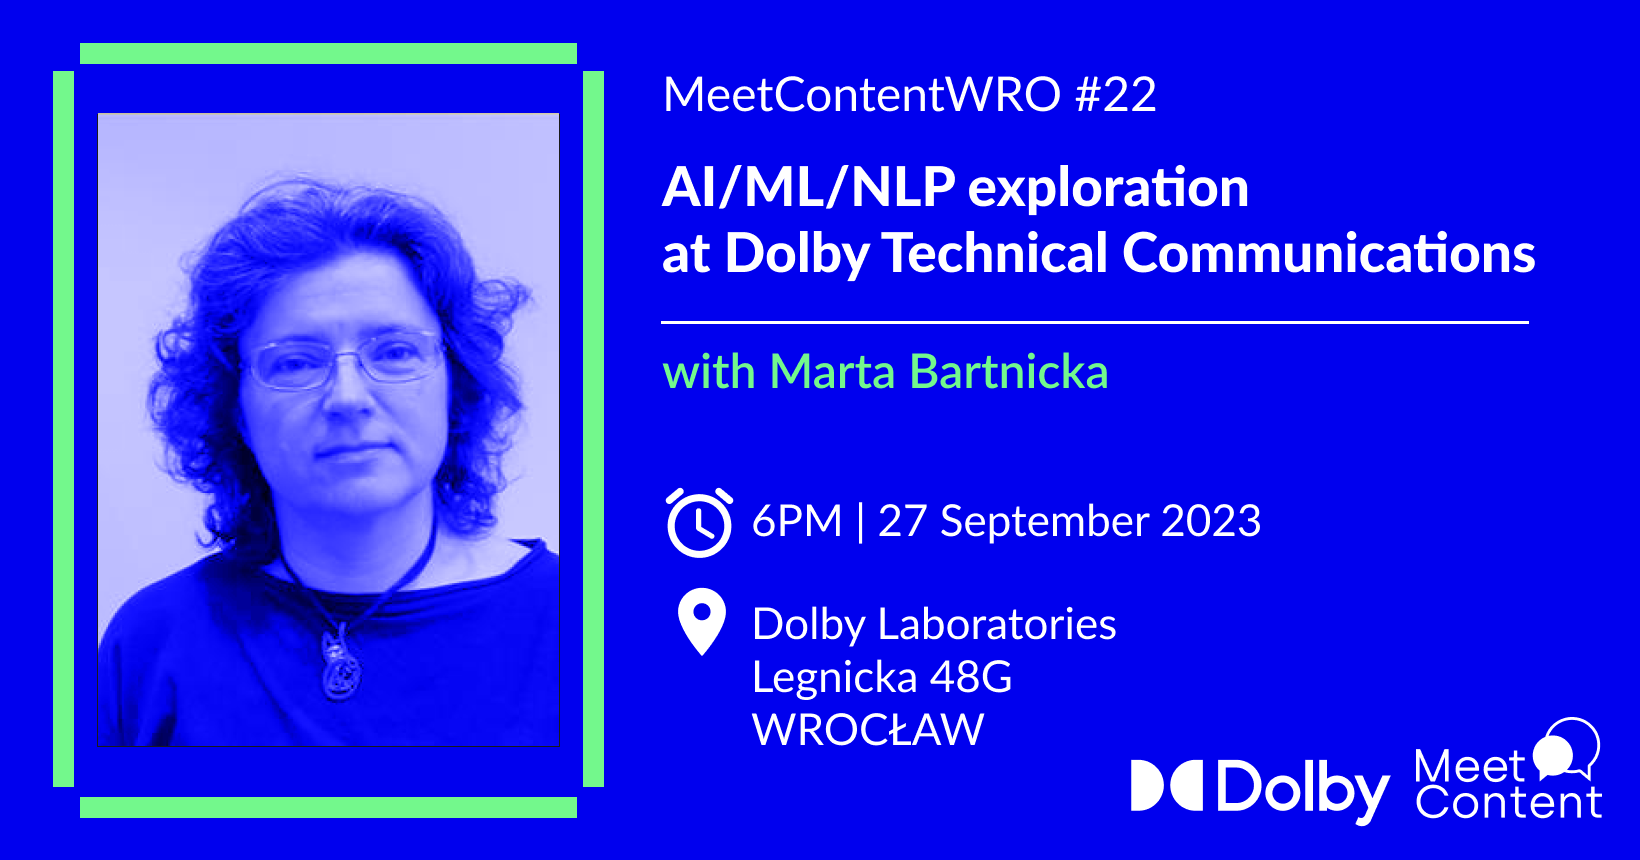 MeetContentWRO #22
AI/ML/NLP exploration
at Dolby Technical Communications
with Marta Bartnicka
6PM | 27 September 2023
Dolby Laboratories
Legnicka 48G
WROCŁAW
Dolby
Meet
Content